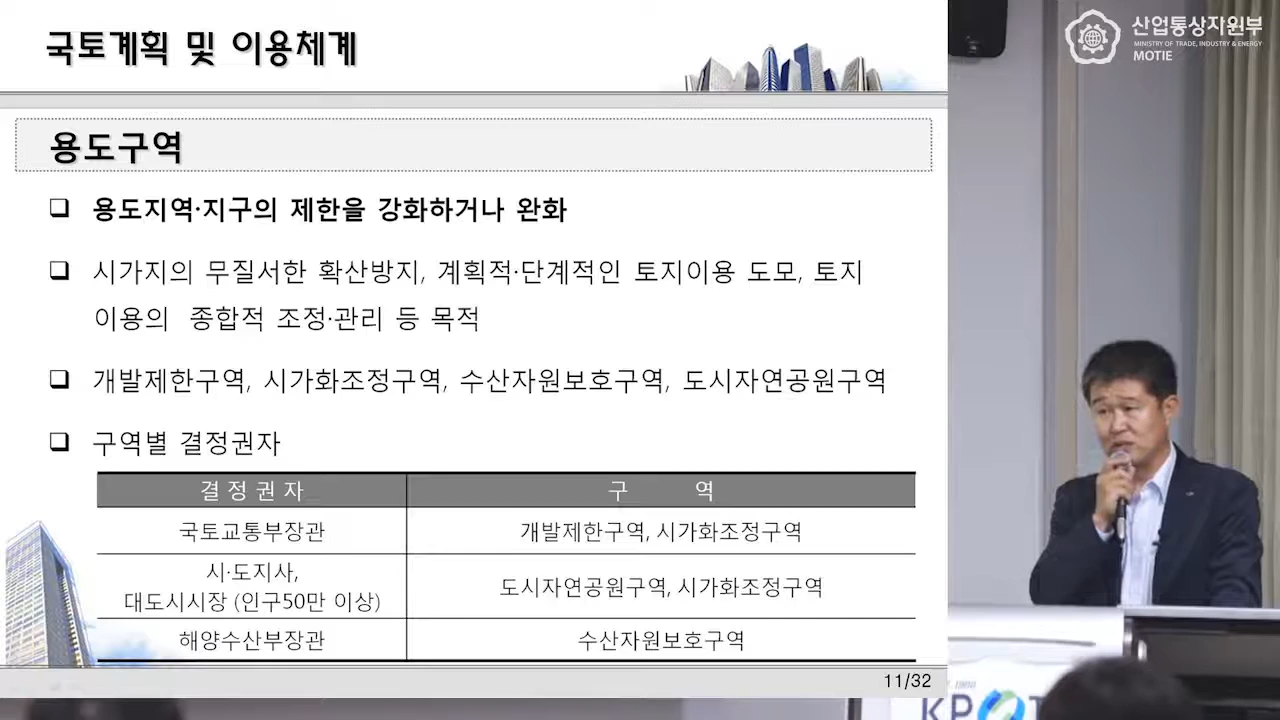 국토계획 및 이용체계
산업통상자원부
MINISTRY OF TRADE, INDUSTRY & ENERGY
MOTIE
용도구역
❑ 용도지역·지구의 제한을 강화하거나 완화
❑ 시가지의 무질서한 확산방지, 계획적·단계적인 토지이용 도모, 토지
이용의 종합적 조정·관리 등 목적
❑ 개발제한구역, 시가화조정구역, 수산자원보호구역, 도시자연공원구역
❑ 구역별 결정권자
결 정 권 자 구 역
국토교통부장관 개발제한구역, 시가화조정구역
시·도지사,
대도시시장 (인구50만 이상) 도시자연공원구역, 시가화조정구역
해양수산부장관 수산자원보호구역
11/32